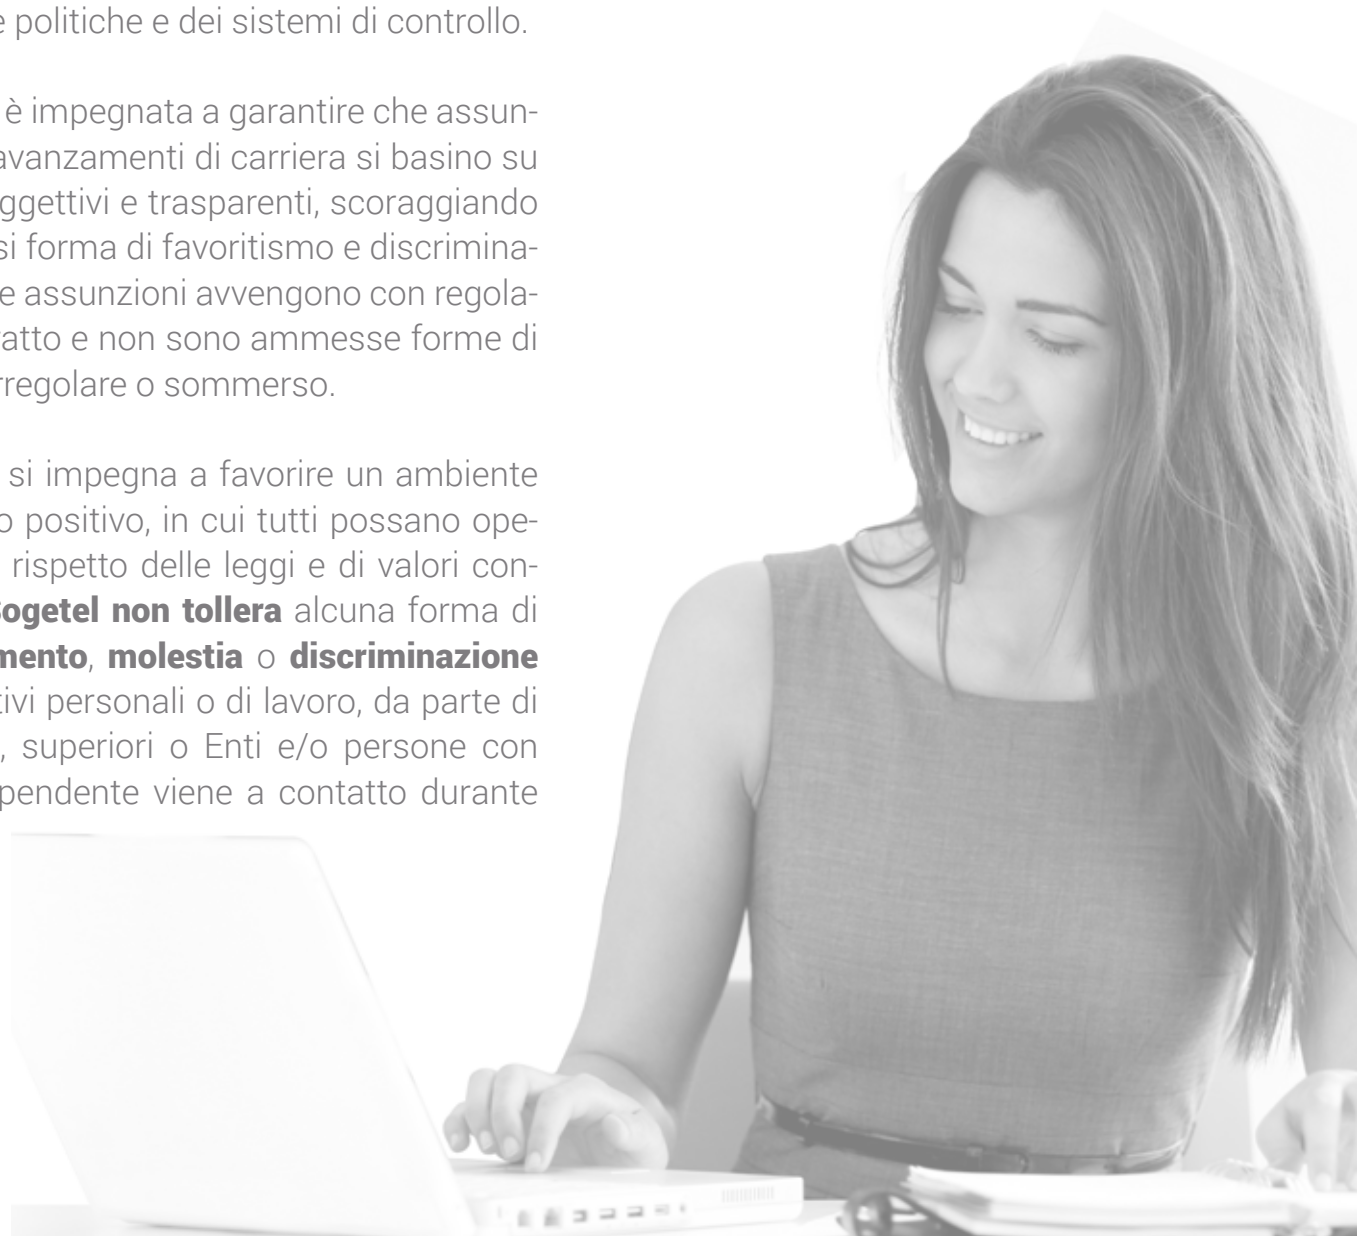 e politiche e dei sistemi di controllo.
è impegnata a garantire che assun-
avanzamenti di carriera si basino su
ggettivi e trasparenti, scoraggiando
si forma di favoritismo e discrimina-
e assunzioni avvengono con regola-
atto e non sono ammesse forme di
rregolare o sommerso.
si impegna a favorire un ambiente
o positivo, in cui tutti possano ope-
rispetto delle leggi e di valori con-
Sogetel non tollera alcuna forma di
mento, molestia o discriminazione
tivi personali o di lavoro, da parte di
, superiori o Enti e/o persone con
pendente viene a contatto durante